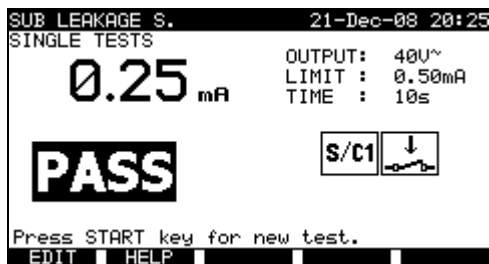 SUB LEAKAGE S. 21-Dec-08 20:25
SINGLE TESTS
0.25 mA
OUTPUT: 40V~
LIMIT : 0.50mA
TIME : 10s
PASS
S/C1
Press START key for new test.
EDIT HELP